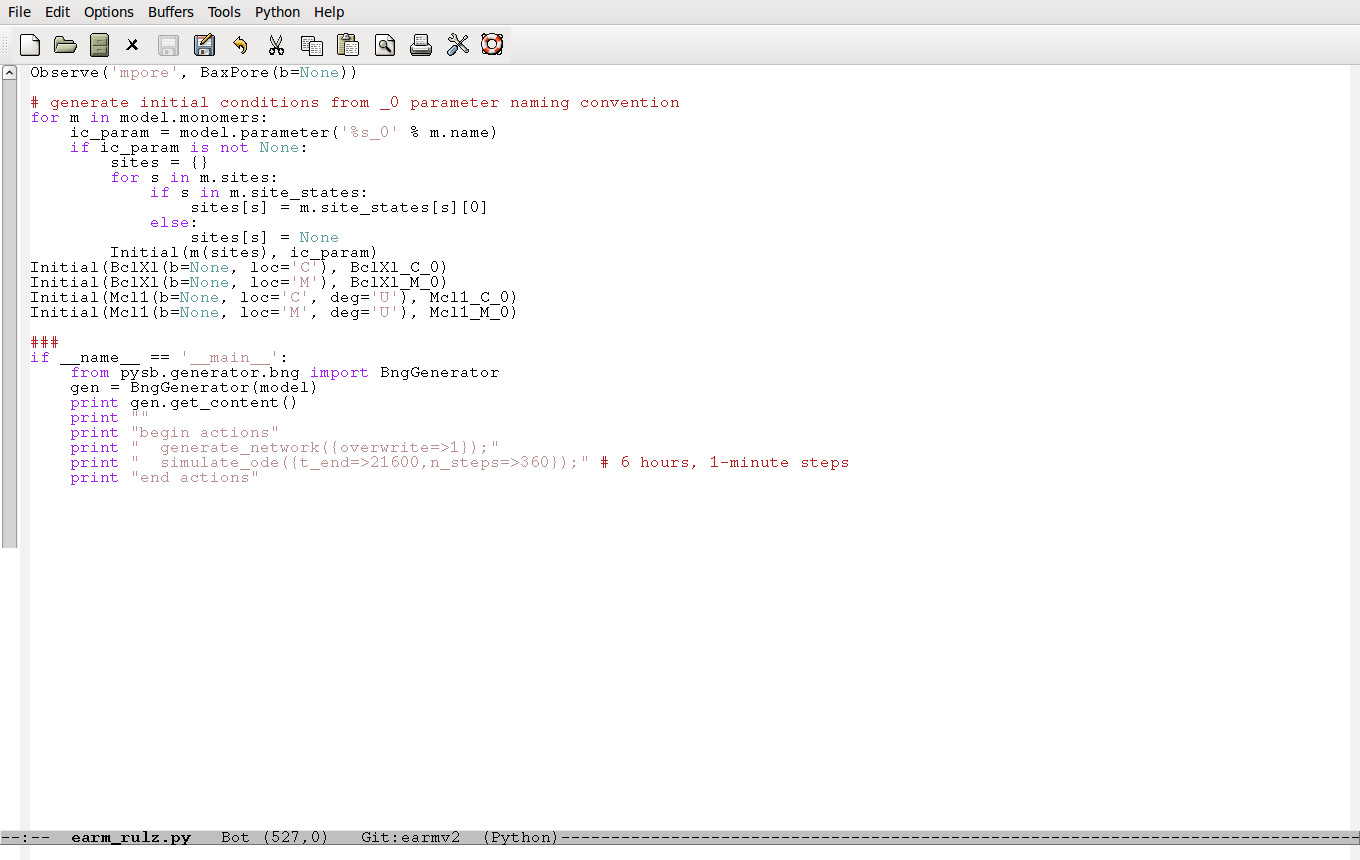 File Edit Options Buffers Tools Python Help
Observe('mpore', BaxPore(b=None))
# generate initial conditions from _0 parameter naming convention
for m in model.monomers:
    ic_param = model.parameter('%s_0' % m.name)
    if ic_param is not None:
        sites = {}
        for s in m.sites:
            if s in m.site_states:
                sites[s] = m.site_states[s][0]
            else:
                sites[s] = None
        Initial(m(sites), ic_param)
Initial(BclXl(b=None, loc='C'), BclXl_C_0)
Initial(BclXl(b=None, loc='M'), BclXl_M_0)
Initial(Mcl1(b=None, loc='C', deg='U'), Mcl1_C_0)
Initial(Mcl1(b=None, loc='M', deg='U'), Mcl1_M_0)
###
if __name__ == '__main__':
    from pysb.generator.bng import BngGenerator
    gen = BngGenerator(model)
    print gen.get_content()
    print ""
    print "begin actions"
    print "  generate_network({overwrite=>1});"
    print "  simulate_ode({t_end=>21600,n_steps=>360});" # 6 hours, 1-minute steps
    print "end actions"
--:-- earm_rulz.py Bot (527,0) Git:earmv2 (Python)--------------------------------------------------------------------------------